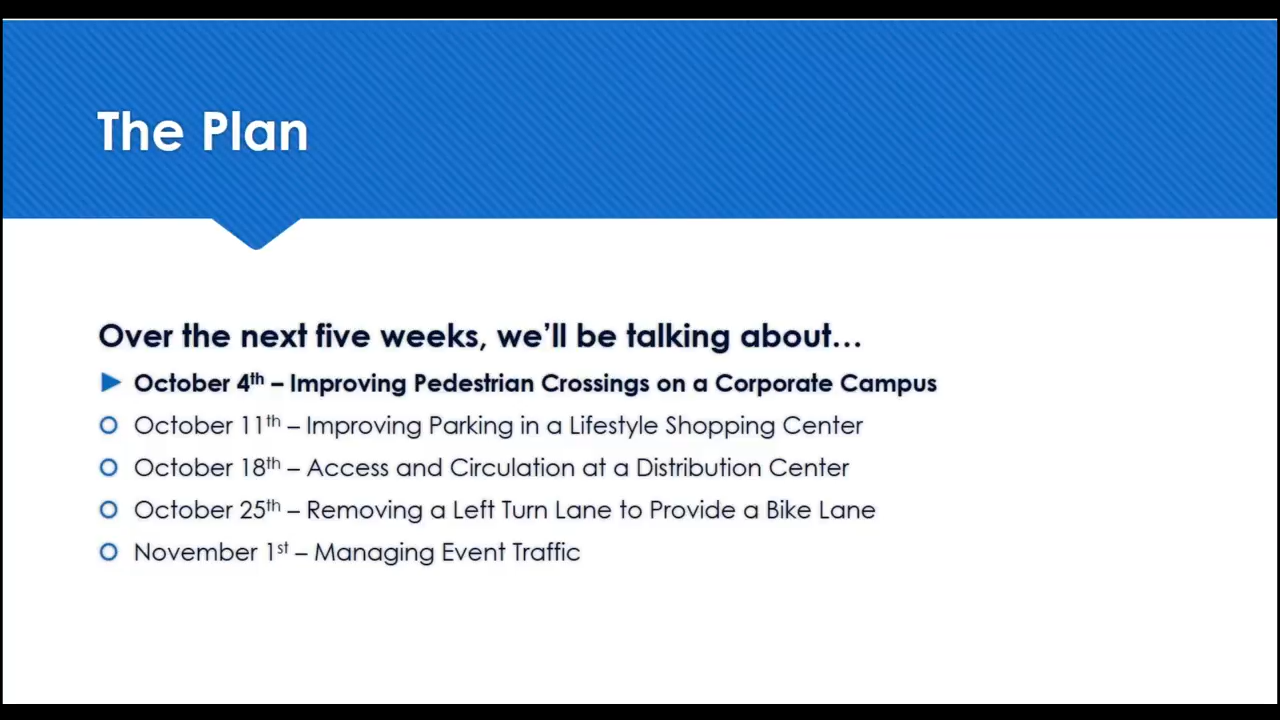 The Plan
Over the next five weeks, we’ll be talking about…
October 4th – Improving Pedestrian Crossings on a Corporate Campus
October 11th – Improving Parking in a Lifestyle Shopping Center
October 18th – Access and Circulation at a Distribution Center
October 25th – Removing a Left Turn Lane to Provide a Bike Lane
November 1st – Managing Event Traffic